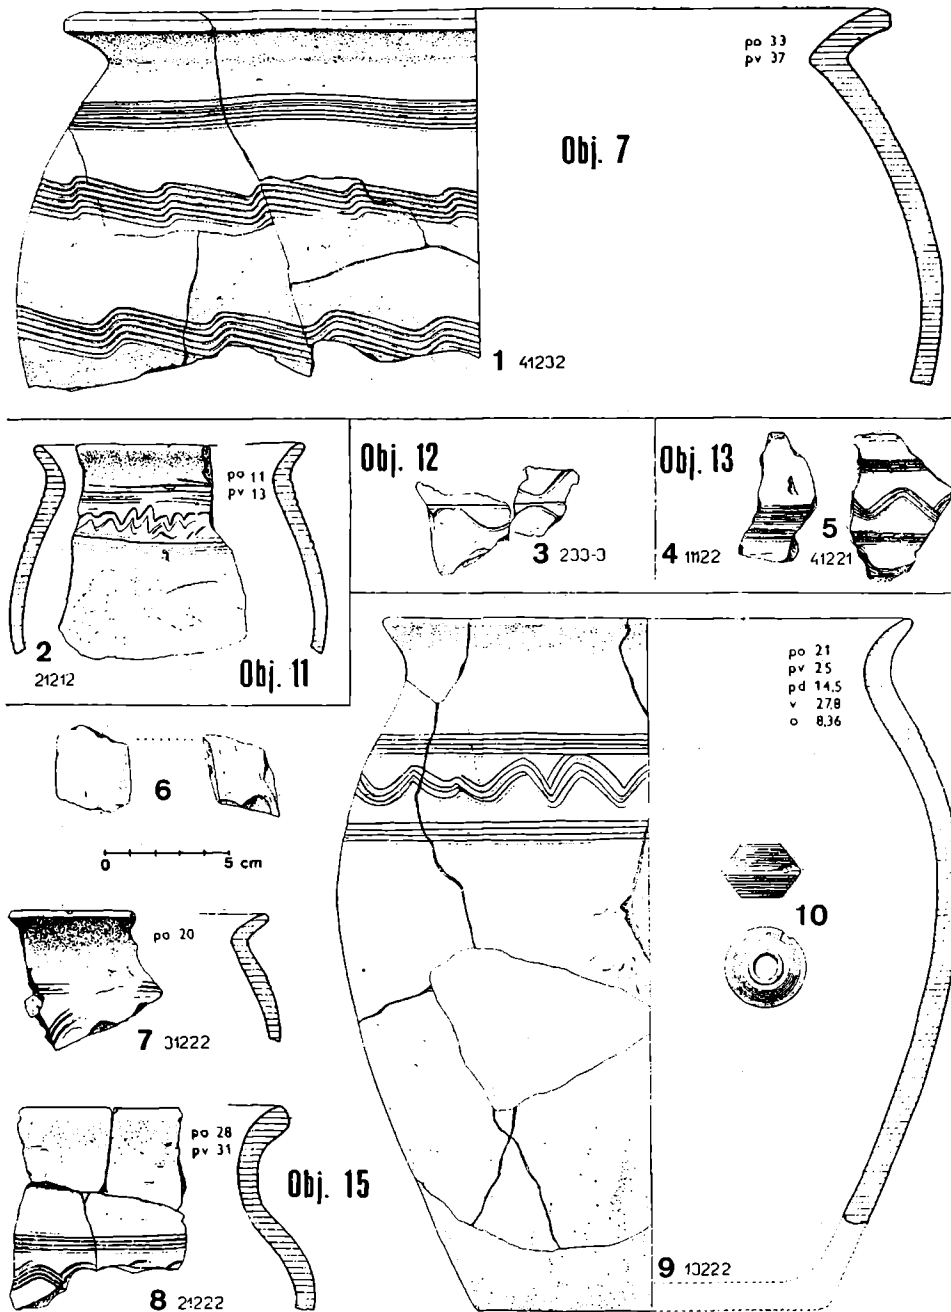 po 33
pv 37
Obj. 7
1 41232
po 11
pv 13
2
21212
Obj. 11
Obj. 12
3 233-3
Obj. 13
4 11122
5
41221
po 21
pv 25
pd 14,5
v 27,8
o 8,36
6
0 5 cm
po 20
7 31222
10
po 28
pv 31
Obj. 15
8 21222
9 13222